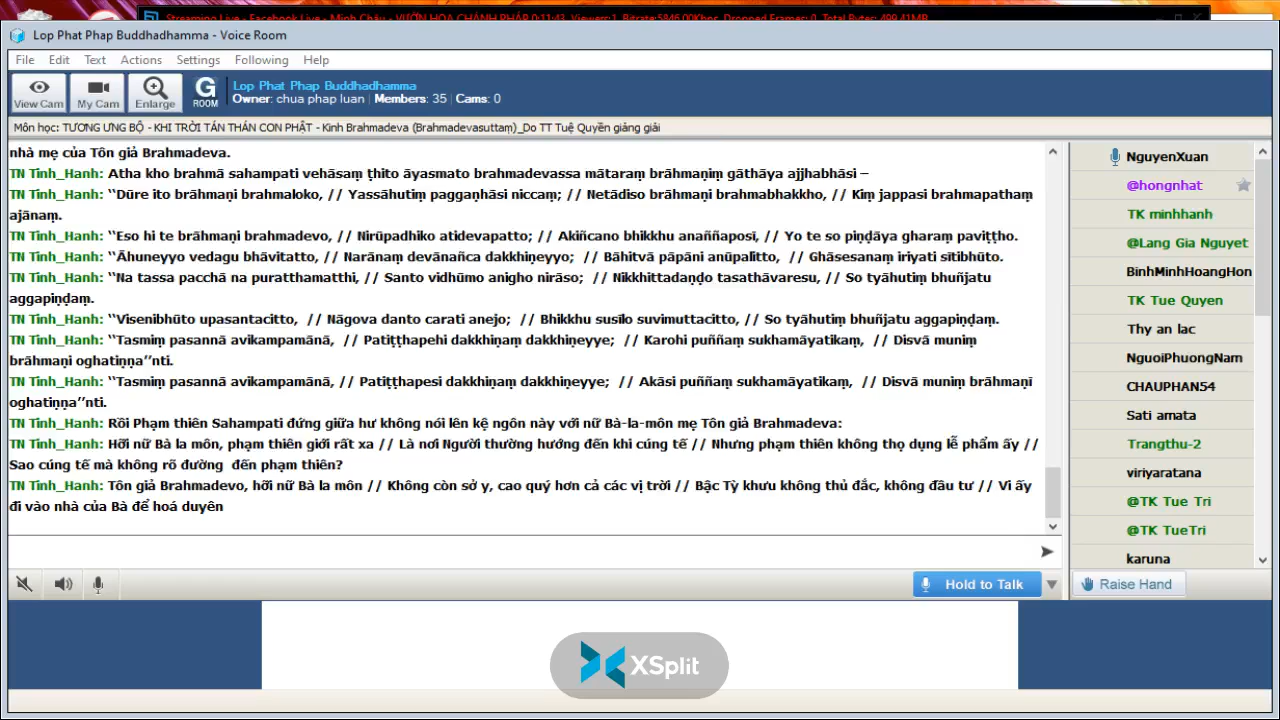 Streaming Live - Facebook Live - Minh Châu - VƯỜN HOA CHÁNH PHÁP 0:11:43, Viewers:1, Bitrate:5846.00Kbps, Dropped Frames: 0, Total Bytes: 499.41MB
Lop Phat Phap Buddhadhamma - Voice Room
File Edit Text Actions Settings Following Help
View Cam My Cam Enlarge G ROOM
Lop Phat Phap Buddhadhamma
Owner: chua phap luan | Members: 35 | Cams: 0
Môn học: TƯƠNG ƯNG BỘ - KHI TRỜI TÁN THÁN CON PHẬT - Kinh Brahmadeva (Brahmadevasuttaṃ)_Do TT Tuệ Quyền giảng giải
nhà mẹ của Tôn giả Brahmadeva.
TN Tinh_Hanh: Atha kho brahmā sahampati vehāsaṃ ṭhito āyasmato brahmadevassa mātaraṃ brāhmaṇiṃ gāthāya ajjhabhāsi –
TN Tinh_Hanh: ‘‘Dūre ito brāhmaṇi brahmaloko, // Yassāhutiṃ paggaṇhāsi niccaṃ; // Netādiso brāhmaṇi brahmabhakkho, // Kiṃ jappasi brahmapathaṃ
ajānaṃ.
TN Tinh_Hanh: ‘‘Eso hi te brāhmaṇi brahmadevo, // Nirūpadhiko atidevapatto; // Akiñcano bhikkhu anaññaposī, // Yo te so piṇḍāya gharaṃ paviṭṭho.
TN Tinh_Hanh: ‘‘Āhuneyyo vedagu bhāvitatto, // Narānaṃ devānañca dakkhiṇeyyo; // Bāhitvā pāpāni anūpalitto, // Ghāsesanaṃ iriyati sītibhūto.
TN Tinh_Hanh: ‘‘Na tassa pacchā na puratthamatthi, // Santo vidhūmo anigho nirāso; // Nikkhittadaṇḍo tasathāvaresu, // So tyāhutiṃ bhuñjatu
aggapiṇḍaṃ.
TN Tinh_Hanh: ‘‘Visenibhūto upasantacitto, // Nāgova danto carati anejo; // Bhikkhu susīlo suvimuttacitto, // So tyāhutiṃ bhuñjatu aggapiṇḍaṃ.
TN Tinh_Hanh: ‘‘Tasmiṃ pasannā avikampamānā, // Patiṭṭhapehi dakkhiṇaṃ dakkhiṇeyye; // Karohi puññaṃ sukhamāyatikaṃ, // Disvā muniṃ
brāhmaṇi oghatiṇṇa’’nti.
TN Tinh_Hanh: ‘‘Tasmiṃ pasannā avikampamānā, // Patiṭṭhapesi dakkhiṇaṃ dakkhiṇeyye; // Akāsi puññaṃ sukhamāyatikaṃ, // Disvā muniṃ brāhmaṇī
oghatiṇṇa’’nti.
TN Tinh_Hanh: Rồi Phạm thiên Sahampati đứng giữa hư không nói lên kệ ngôn này với nữ Bà-la-môn mẹ Tôn giả Brahmadeva:
TN Tinh_Hanh: Hỡi nữ Bà la môn, phạm thiên giới rất xa // Là nơi Người thường hướng đến khi cúng tế // Nhưng phạm thiên không thọ dụng lễ phẩm ấy //
Sao cúng tế mà không rõ đường đến phạm thiên?
TN Tinh_Hanh: Tôn giả Brahmadevo, hỡi nữ Bà la môn // Không còn sở y, cao quý hơn cả các vị trời // Bậc Tỳ khưu không thủ đắc, không đầu tư // Vi ấy
đi vào nhà của Bà để hoá duyên
NguyenXuan
@hongnhat
TK minhhanh
@Lang Gia Nguyet
BinhMinhHoangHon
TK Tue Quyen
Thy an lac
NguoiPhuongNam
CHAUPHAN54
Sati amata
Trangthu-2
viriyaratana
@TK Tue Tri
@TK TueTri
karuna
Hold to Talk
Raise Hand
XSplit